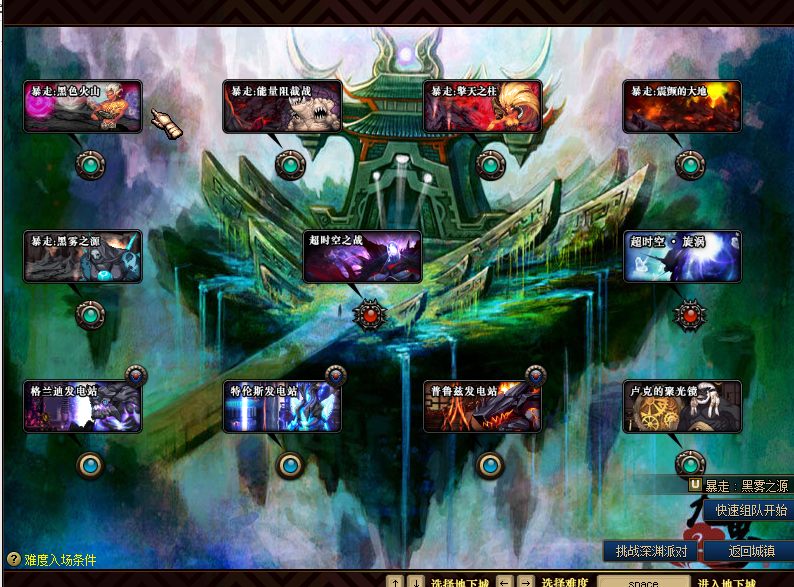 暴走:黑色火山
暴走:能量阻截战
暴走:擎天之柱
暴走:震颤的大地
暴走:黑雾之源
超时空之战
超时空·旋涡
格兰迪发电站
特伦斯发电站
普鲁兹发电站
卢克的聚光镜
U 暴走:黑雾之源
快速组队开始
挑战深渊派对
返回城镇
? 难度入场条件
↑ ↓ 选择地下城 ← → 选择难度 space 进入地下城